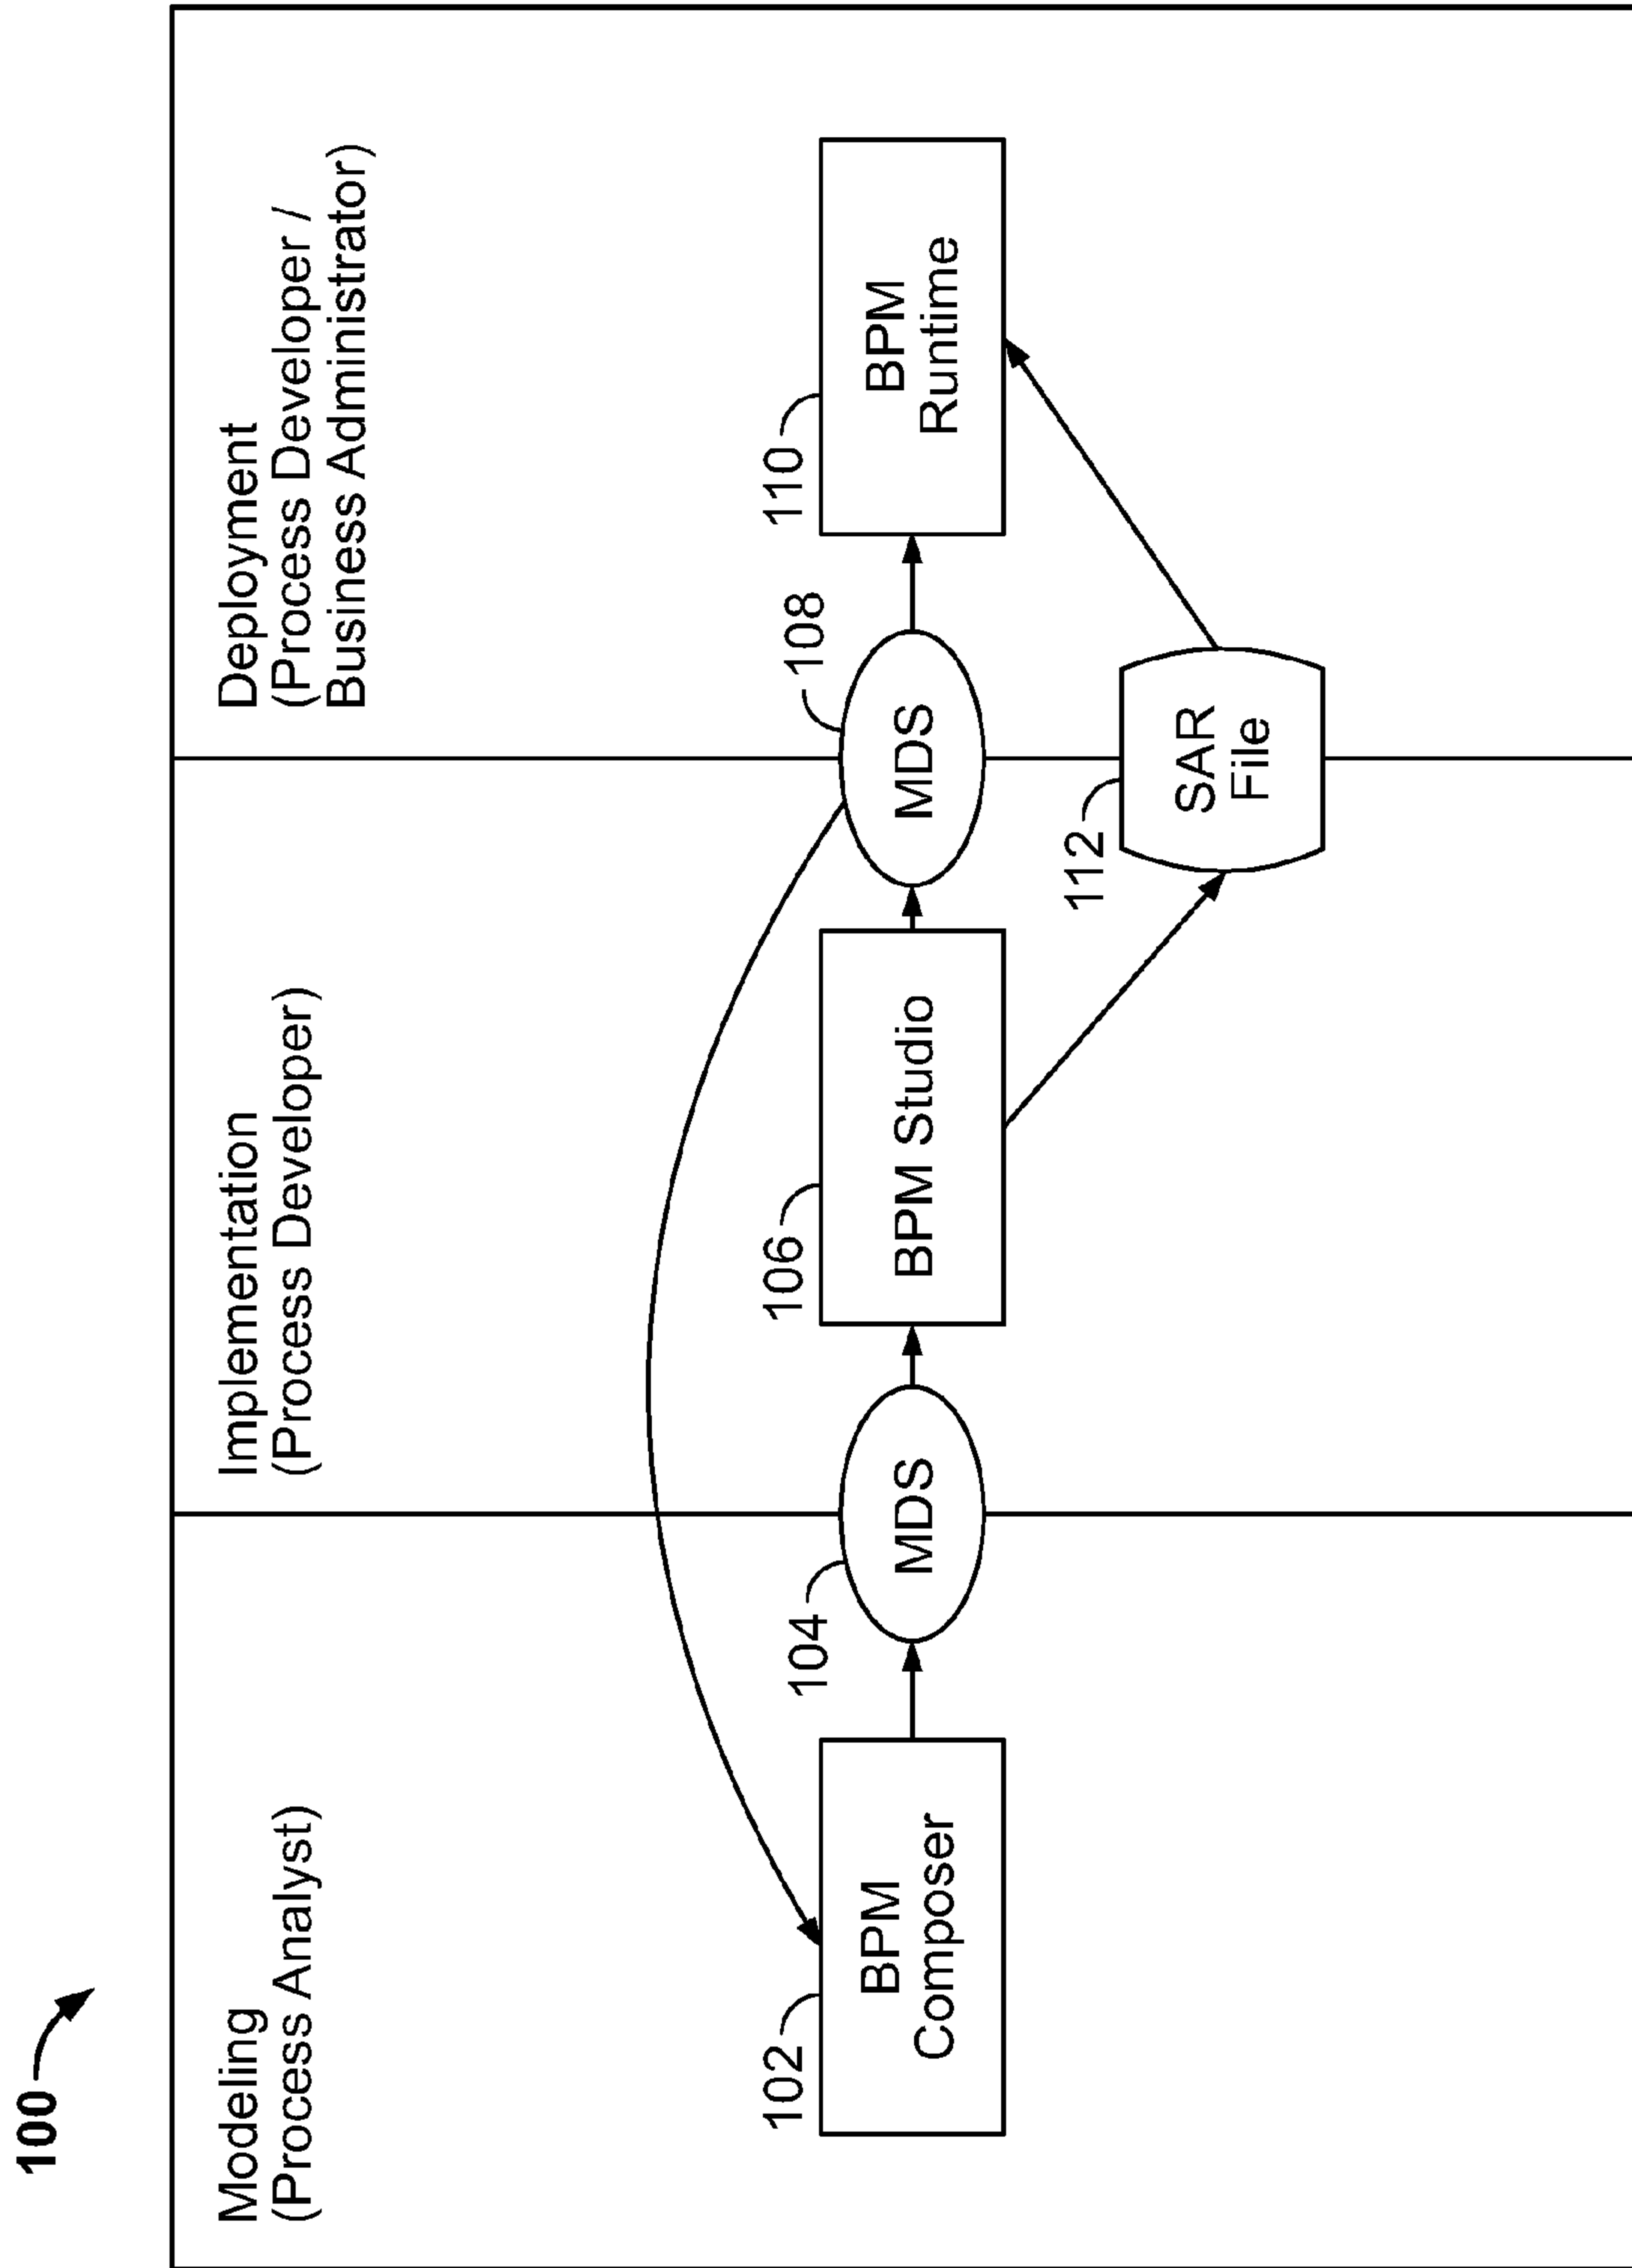 100
Modeling
(Process Analyst)
Implementation
(Process Developer)
Deployment
(Process Developer /
Business Administrator)
102
BPM
Composer
104
MDS
106
BPM Studio
108
MDS
110
BPM
Runtime
112
SAR
File